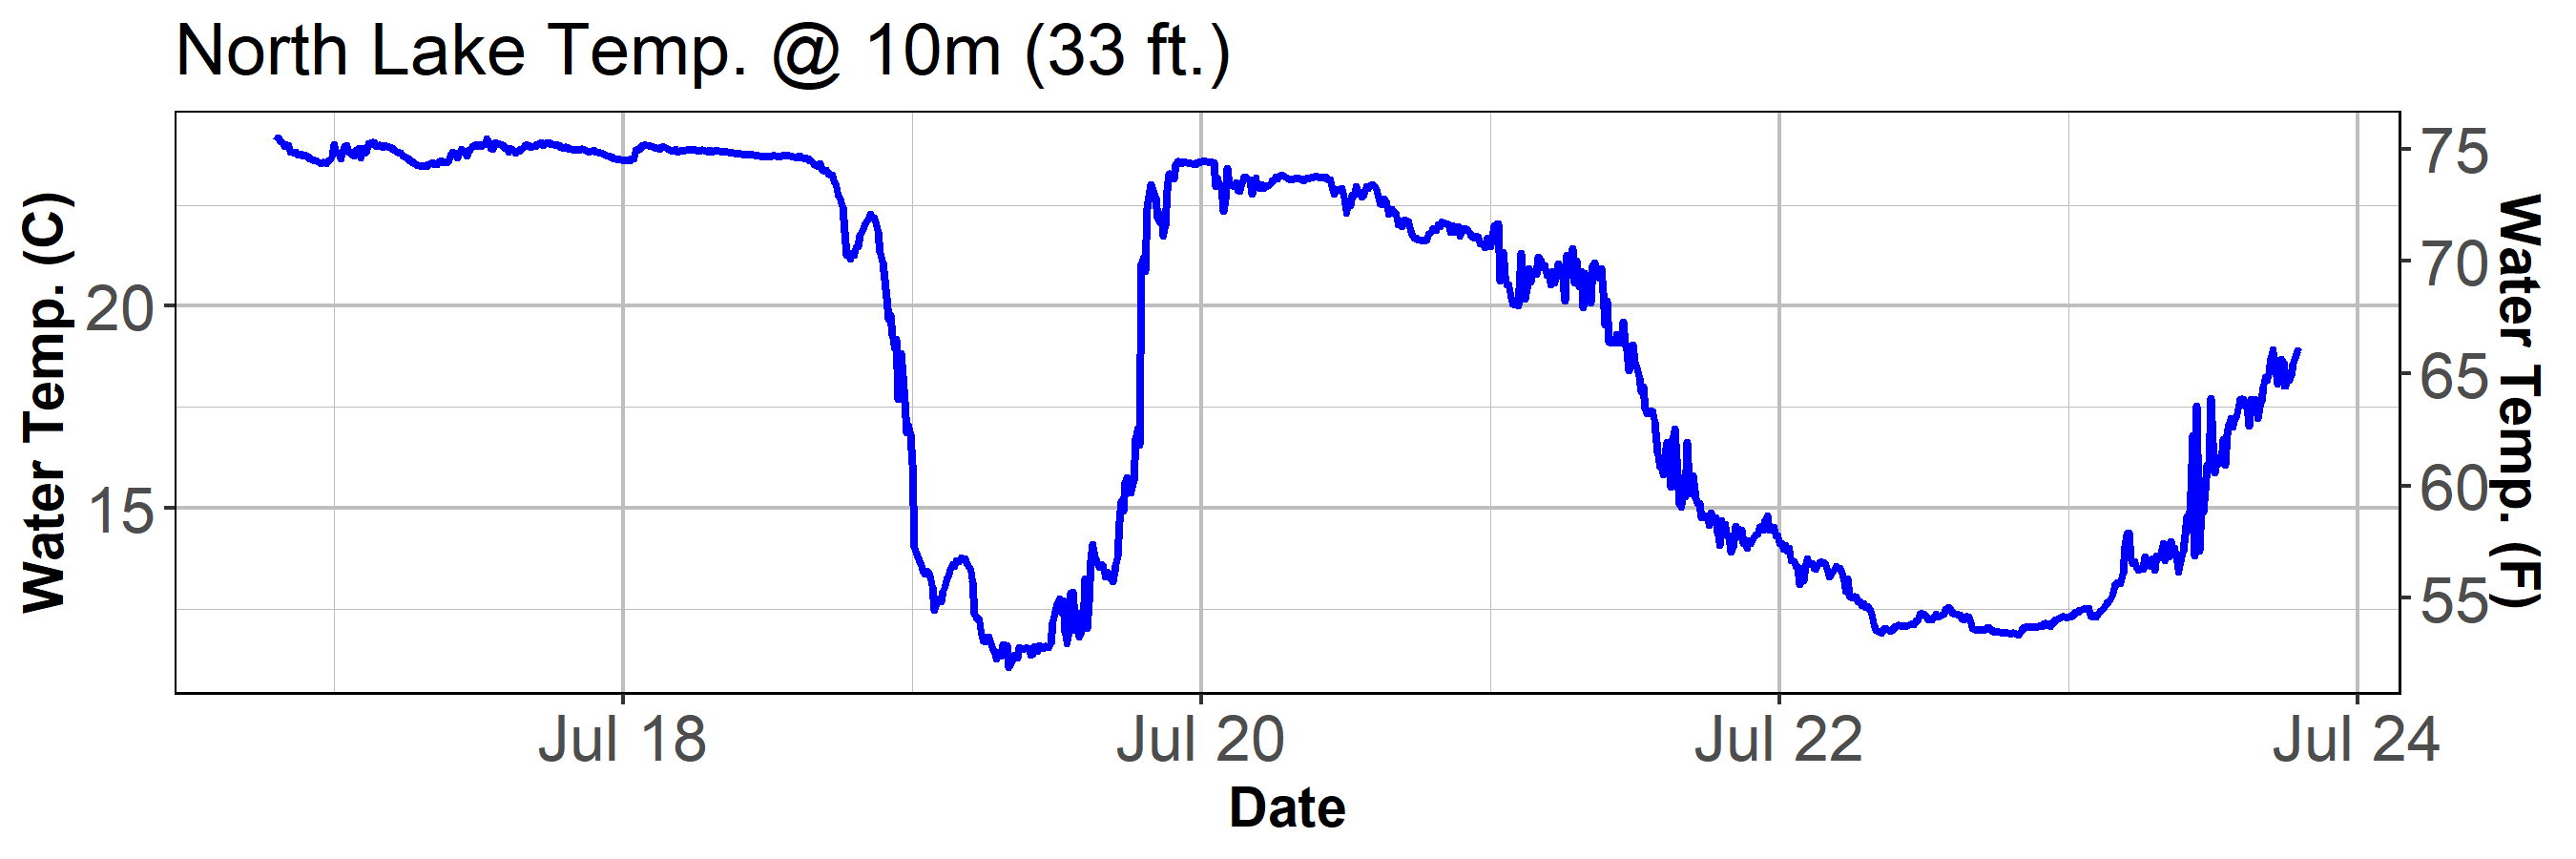 North Lake Temp. @ 10m (33 ft.)
Water Temp. (C)
20
15
75
70
65
60
55
Water Temp. (F)
Jul 18
Jul 20
Jul 22
Jul 24
Date